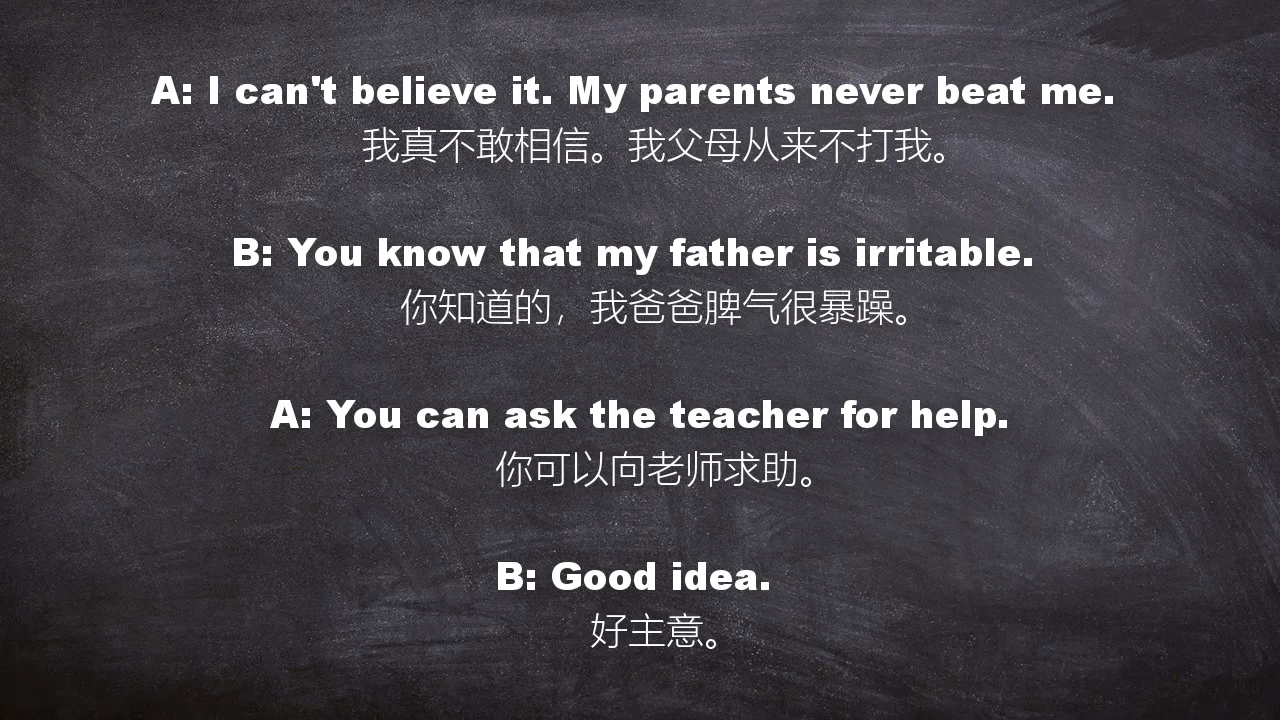 A: I can't believe it. My parents never beat me.
我真不敢相信。我父母从来不打我。
B: You know that my father is irritable.
你知道的，我爸爸脾气很暴躁。
A: You can ask the teacher for help.
你可以向老师求助。
B: Good idea.
好主意。